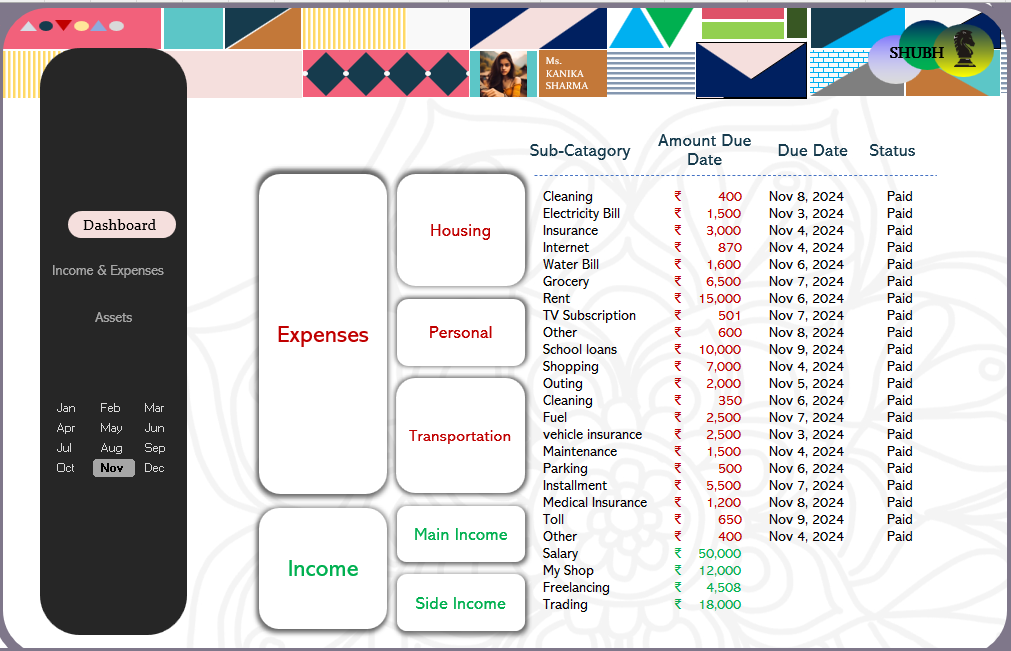 SHUBH
Ms.
KANIKA
SHARMA
Dashboard
Income & Expenses
Assets
Jan Feb Mar
Apr May Jun
Jul Aug Sep
Oct Nov Dec
Expenses
Income
Housing
Personal
Transportation
Main Income
Side Income
Sub-Catagory Amount Due Date Due Date Status
Cleaning ₹ 400 Nov 8, 2024 Paid
Electricity Bill ₹ 1,500 Nov 3, 2024 Paid
Insurance ₹ 3,000 Nov 4, 2024 Paid
Internet ₹ 870 Nov 4, 2024 Paid
Water Bill ₹ 1,600 Nov 6, 2024 Paid
Grocery ₹ 6,500 Nov 7, 2024 Paid
Rent ₹ 15,000 Nov 6, 2024 Paid
TV Subscription ₹ 501 Nov 7, 2024 Paid
Other ₹ 600 Nov 8, 2024 Paid
School loans ₹ 10,000 Nov 9, 2024 Paid
Shopping ₹ 7,000 Nov 4, 2024 Paid
Outing ₹ 2,000 Nov 5, 2024 Paid
Cleaning ₹ 350 Nov 6, 2024 Paid
Fuel ₹ 2,500 Nov 7, 2024 Paid
vehicle insurance ₹ 2,500 Nov 3, 2024 Paid
Maintenance ₹ 1,500 Nov 4, 2024 Paid
Parking ₹ 500 Nov 6, 2024 Paid
Installment ₹ 5,500 Nov 7, 2024 Paid
Medical Insurance ₹ 1,200 Nov 8, 2024 Paid
Toll ₹ 650 Nov 9, 2024 Paid
Other ₹ 400 Nov 4, 2024 Paid
Salary ₹ 50,000
My Shop ₹ 12,000
Freelancing ₹ 4,508
Trading ₹ 18,000